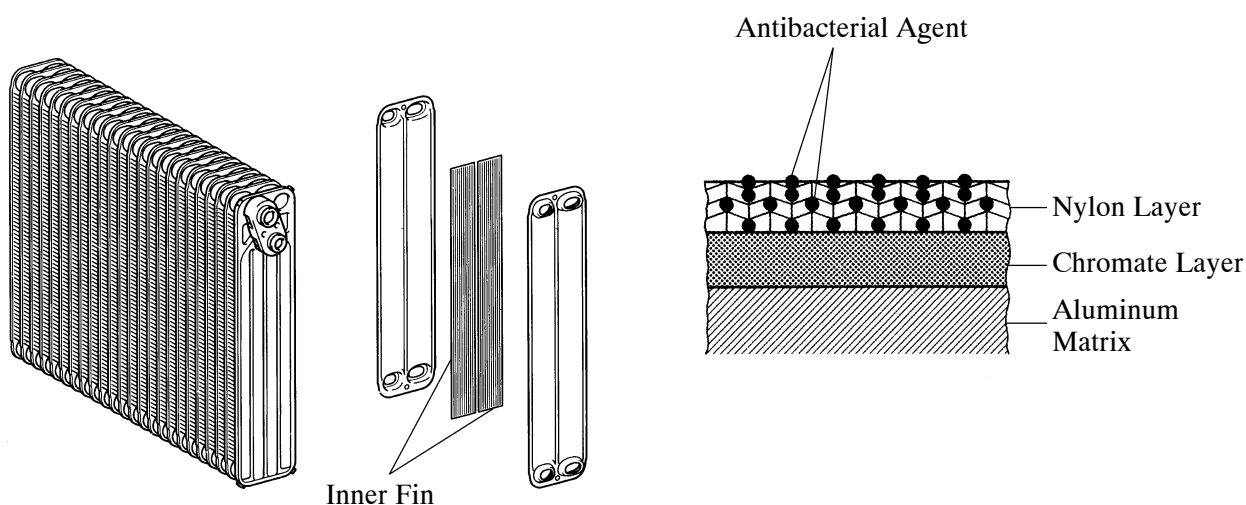 Antibacterial Agent
Nylon Layer
Chromate Layer
Aluminum
Matrix
Inner Fin